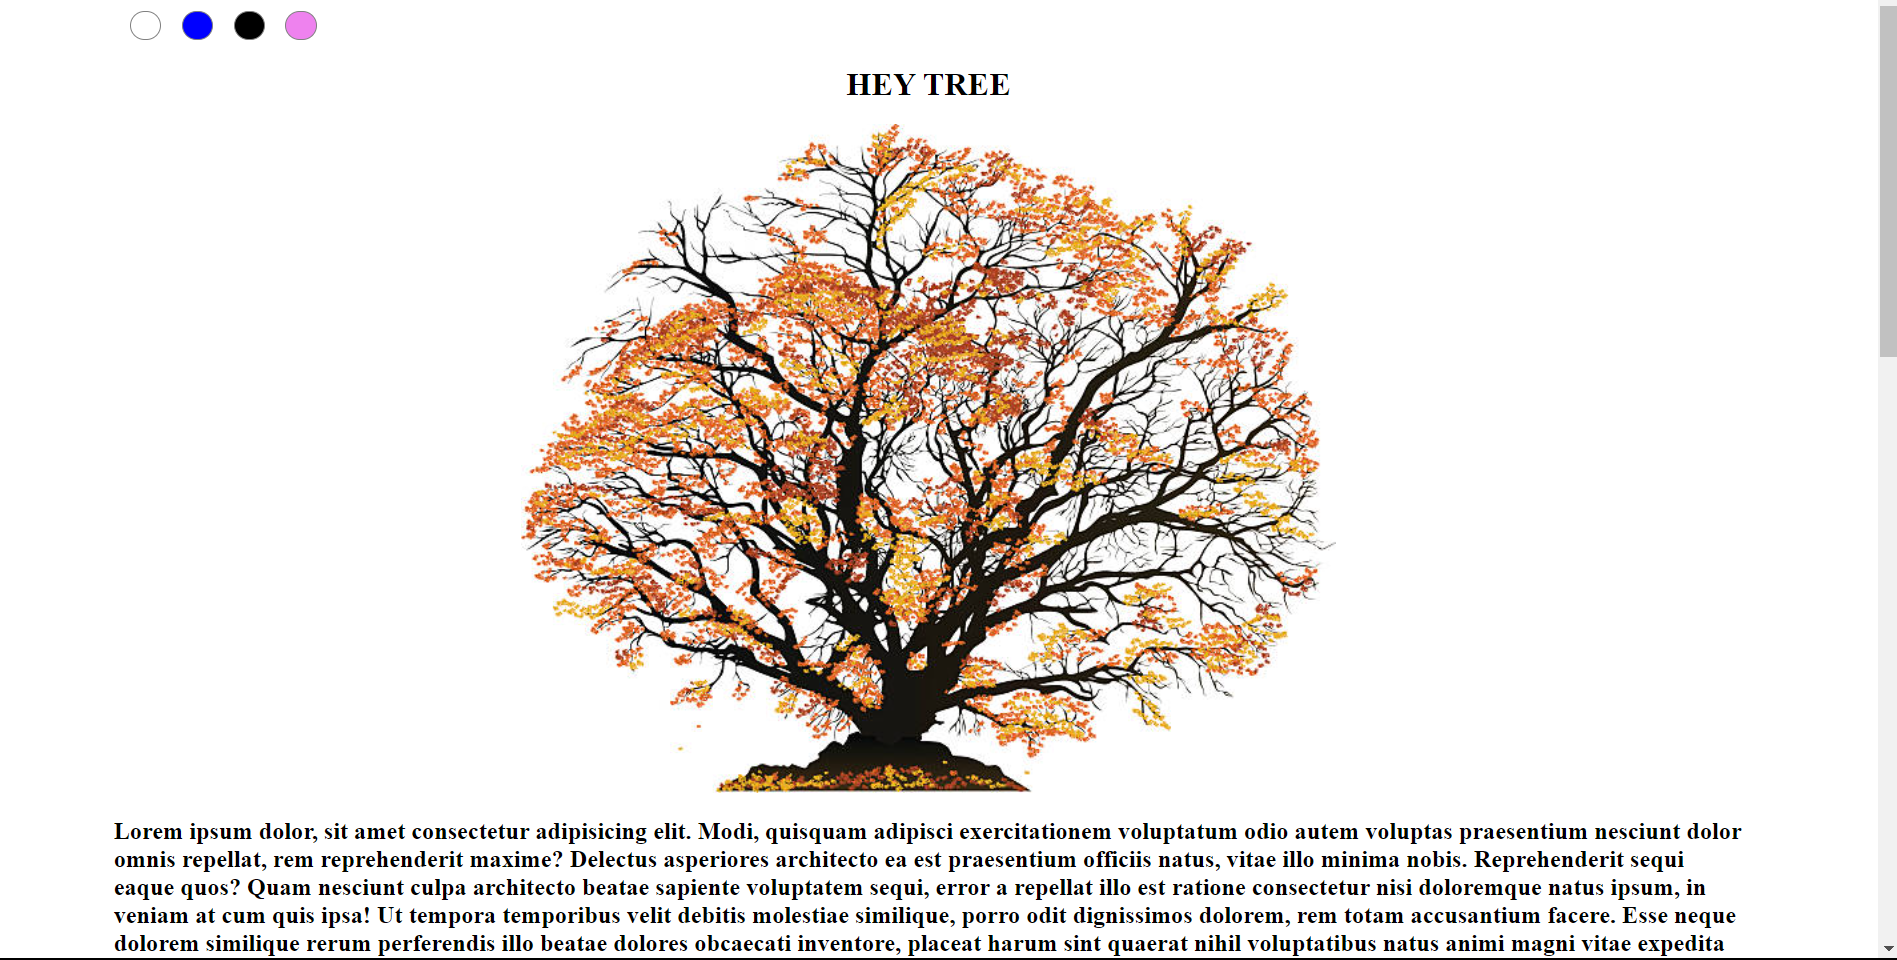 HEY TREE
Lorem ipsum dolor, sit amet consectetur adipisicing elit. Modi, quisquam adipisci exercitationem voluptatum odio autem voluptas praesentium nesciunt dolor
omnis repellat, rem reprehenderit maxime? Delectus asperiores architecto ea est praesentium officiis natus, vitae illo minima nobis. Reprehenderit sequi
eaque quos? Quam nesciunt culpa architecto beatae sapiente voluptatem sequi, error a repellat illo est ratione consectetur nisi doloremque natus ipsum, in
veniam at cum quis ipsa! Ut tempora temporibus velit debitis molestiae similique, porro odit dignissimos dolorem, rem totam accusantium facere. Esse neque
dolorem similique rerum perferendis illo beatae dolores obcaecati inventore, placeat harum sint quaerat nihil voluptatibus natus animi magni vitae expedita